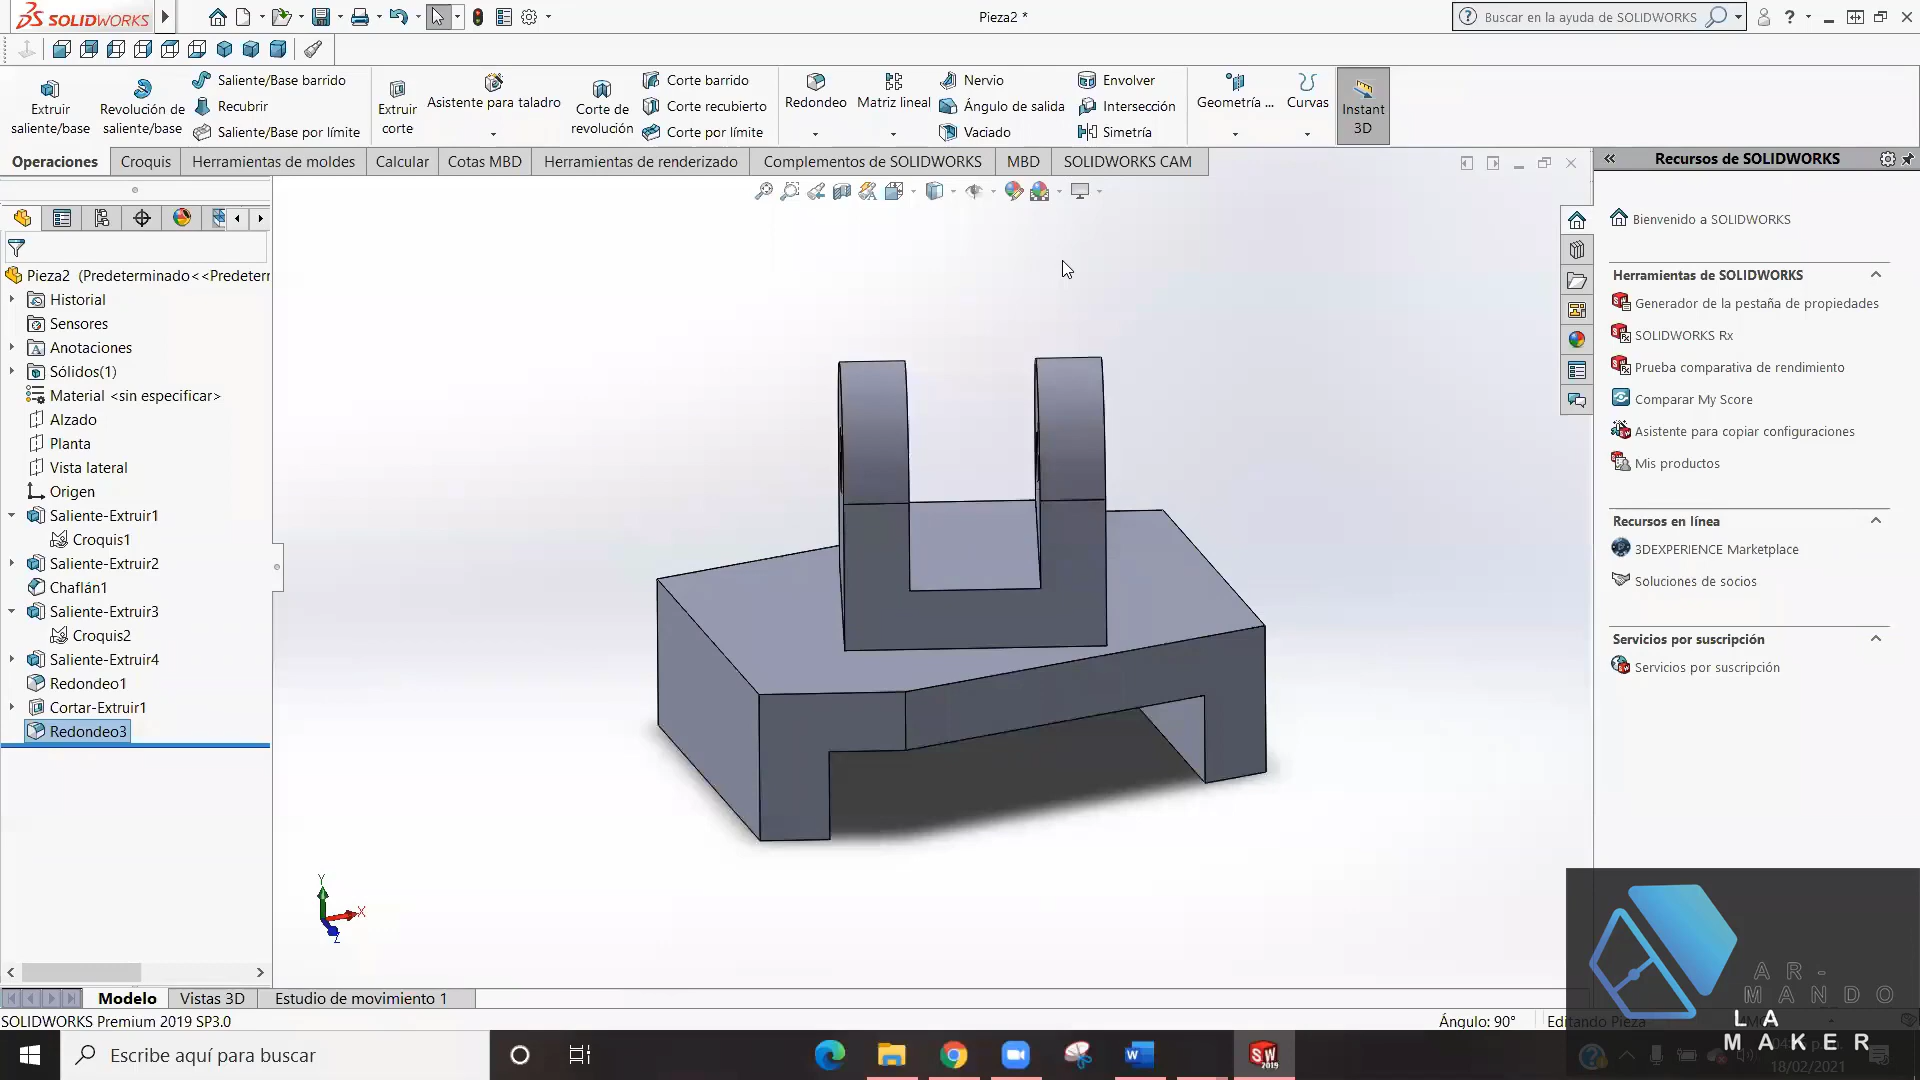 SOLIDWORKS
Pieza2 *
Buscar en la ayuda de SOLIDWORKS
?
Extruir saliente/base
Revolución de saliente/base
Saliente/Base barrido
Recubrir
Saliente/Base por límite
Extruir corte
Asistente para taladro
Corte de revolución
Corte barrido
Corte recubierto
Corte por límite
Redondeo
Matriz lineal
Nervio
Ángulo de salida
Vaciado
Envolver
Intersección
Simetría
Geometría ...
Curvas
Instant 3D
Operaciones
Croquis
Herramientas de moldes
Calcular
Cotas MBD
Herramientas de renderizado
Complementos de SOLIDWORKS
MBD
SOLIDWORKS CAM
Pieza2 (Predeterminado<<Predeterr
Historial
Sensores
Anotaciones
Sólidos(1)
Material <sin especificar>
Alzado
Planta
Vista lateral
Origen
Saliente-Extruir1
Croquis1
Saliente-Extruir2
Chaflán1
Saliente-Extruir3
Croquis2
Saliente-Extruir4
Redondeo1
Cortar-Extruir1
Redondeo3
Y
X
Z
Recursos de SOLIDWORKS
Bienvenido a SOLIDWORKS
Herramientas de SOLIDWORKS
Generador de la pestaña de propiedades
SOLIDWORKS Rx
Prueba comparativa de rendimiento
Comparar My Score
Asistente para copiar configuraciones
Mis productos
Recursos en línea
3DEXPERIENCE Marketplace
Soluciones de socios
Servicios por suscripción
Servicios por suscripción
Modelo
Vistas 3D
Estudio de movimiento 1
SOLIDWORKS Premium 2019 SP3.0
Ángulo: 90°
Editando Pieza
AR-
MANDO
LA
MAKER
Escribe aquí para buscar
SW 2019
18/02/2021